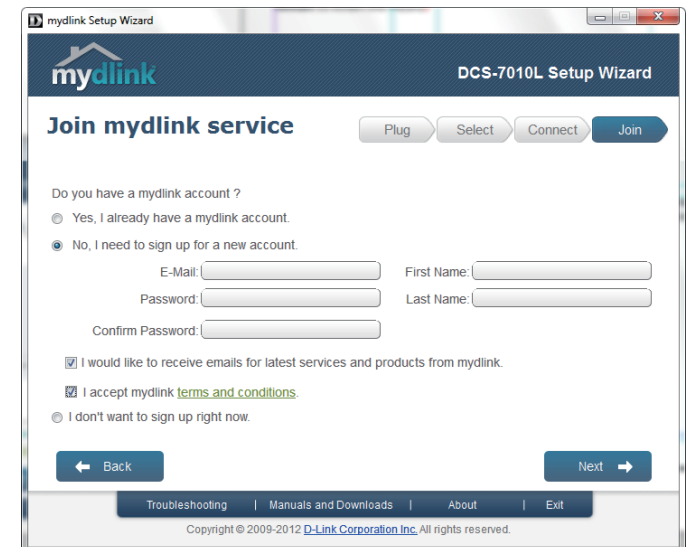 mydlink Setup Wizard
mydlink
DCS-7010L Setup Wizard
Join mydlink service
Plug Select Connect Join
Do you have a mydlink account ?
Yes, I already have a mydlink account.
No, I need to sign up for a new account.
E-Mail: First Name:
Password: Last Name:
Confirm Password:
I would like to receive emails for latest services and products from mydlink.
I accept mydlink terms and conditions.
I don't want to sign up right now.
Back Next
Troubleshooting | Manuals and Downloads | About | Exit
Copyright © 2009-2012 D-Link Corporation Inc. All rights reserved.